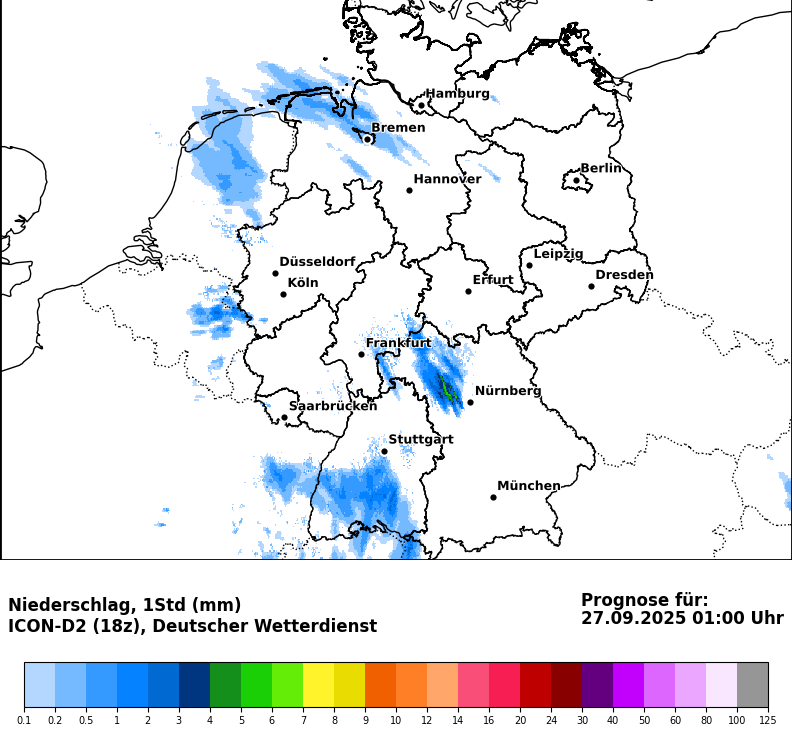 Hamburg
Bremen
Berlin
Hannover
Leipzig
Düsseldorf
Dresden
Köln
Erfurt
Frankfurt
Nürnberg
Saarbrücken
Stuttgart
München
Niederschlag, 1Std (mm)
ICON-D2 (18z), Deutscher Wetterdienst
Prognose für:
27.09.2025 01:00 Uhr
0.1 0.2 0.5 1 2 3 4 5 6 7 8 9 10 12 14 16 20 24 30 40 50 60 80 100 125